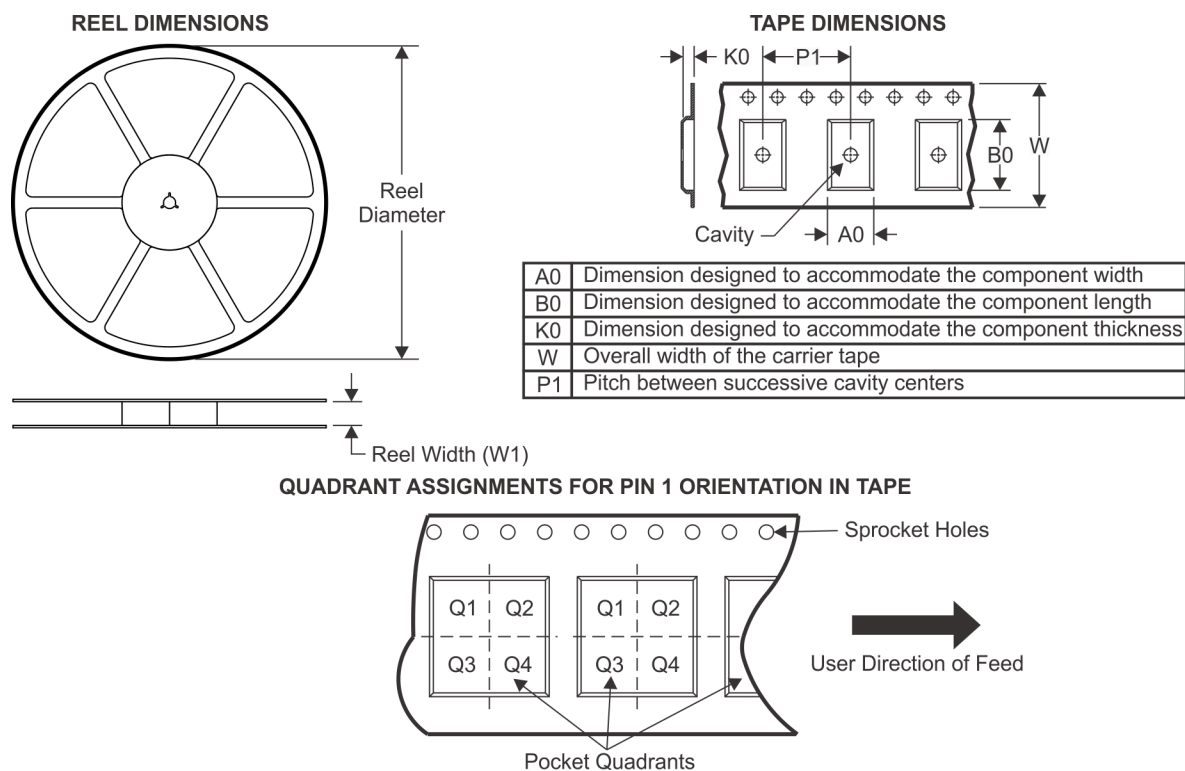 REEL DIMENSIONS
Reel
Diameter
Reel Width (W1)
TAPE DIMENSIONS
K0
P1
B0
W
Cavity
A0
A0 Dimension designed to accommodate the component width
B0 Dimension designed to accommodate the component length
K0 Dimension designed to accommodate the component thickness
W Overall width of the carrier tape
P1 Pitch between successive cavity centers
QUADRANT ASSIGNMENTS FOR PIN 1 ORIENTATION IN TAPE
Sprocket Holes
Q1 Q2 Q1 Q2
Q3 Q4 Q3 Q4
User Direction of Feed
Pocket Quadrants